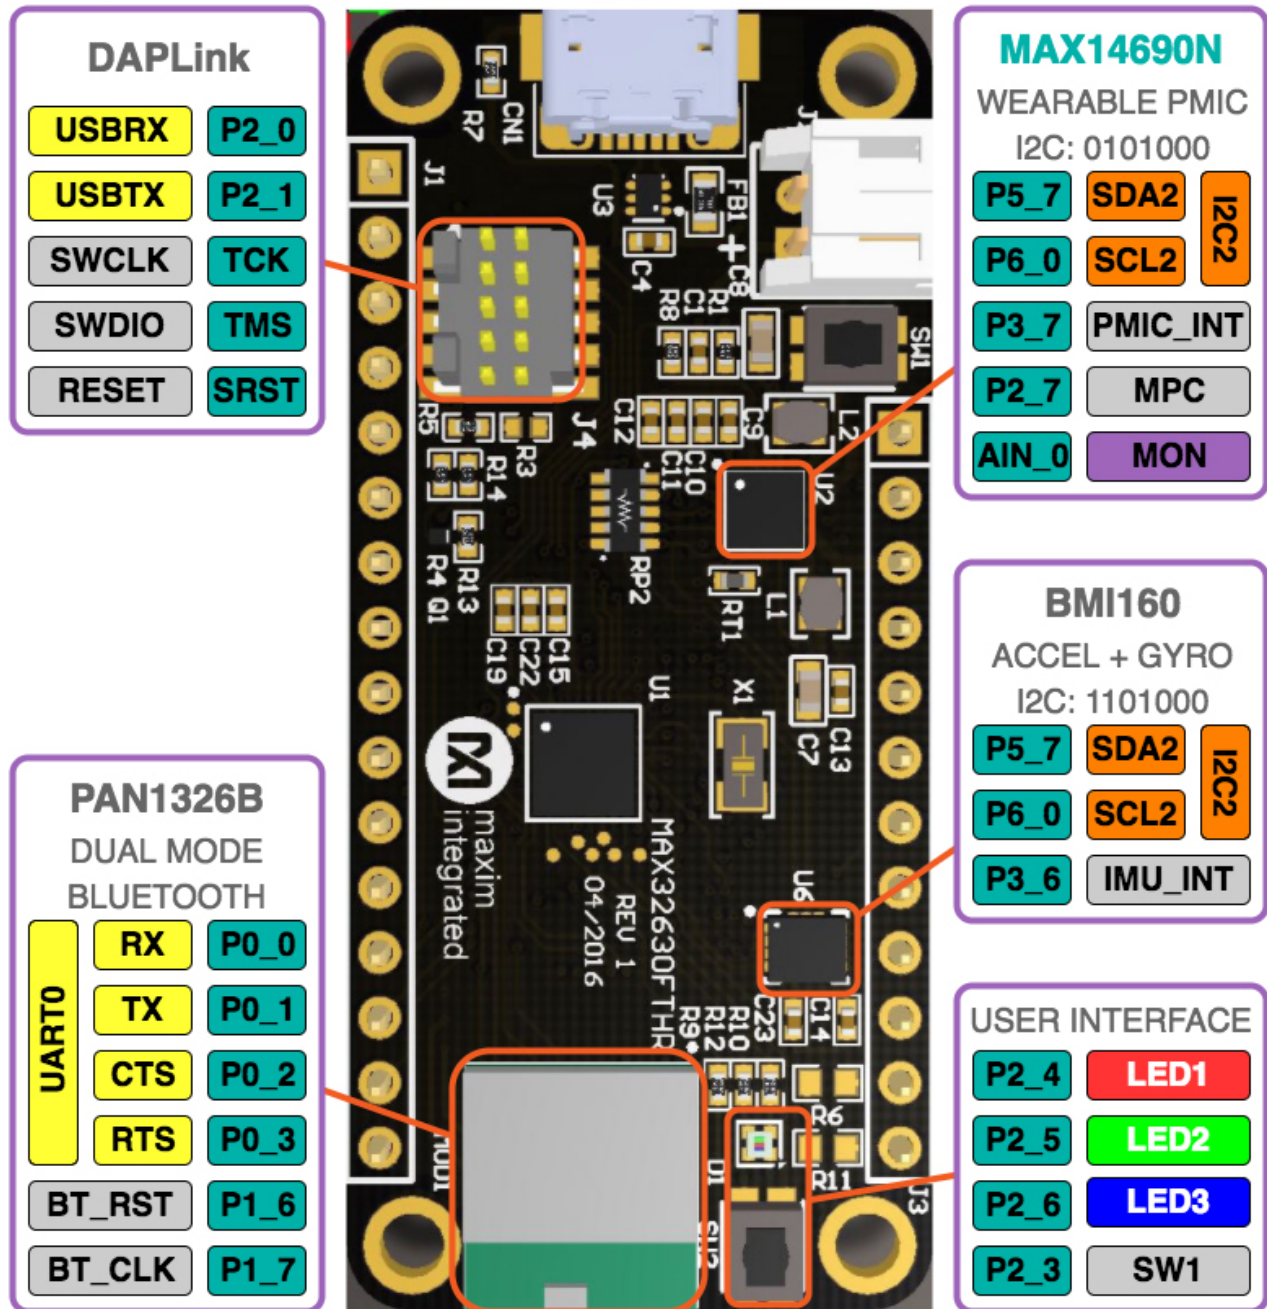 DAPLink
USBRX P2_0
USBTX P2_1
SWCLK TCK
SWDIO TMS
RESET SRST
PAN1326B
DUAL MODE
BLUETOOTH
UART0
RX P0_0
TX P0_1
CTS P0_2
RTS P0_3
BT_RST P1_6
BT_CLK P1_7
R7
CN1
J1
U3
FB1
C4
+
C8
R8
C1
R1
SW1
R5
R3
J4
C12
C11
C10
C9
L2
R14
U2
R4
Q1
R13
RP2
RT1
L1
C19
C22
C15
U1
X1
C7
C13
maxim
integrated
MAX32630FTHR
REV 1
04/2016
U6
C23
C14
R9
R12
R10
R6
R11
D1
J3
MOD1
MAX14690N
WEARABLE PMIC
I2C: 0101000
P5_7 SDA2
P6_0 SCL2
I2C2
P3_7 PMIC_INT
P2_7 MPC
AIN_0 MON
BMI160
ACCEL + GYRO
I2C: 1101000
P5_7 SDA2
P6_0 SCL2
I2C2
P3_6 IMU_INT
USER INTERFACE
P2_4 LED1
P2_5 LED2
P2_6 LED3
P2_3 SW1